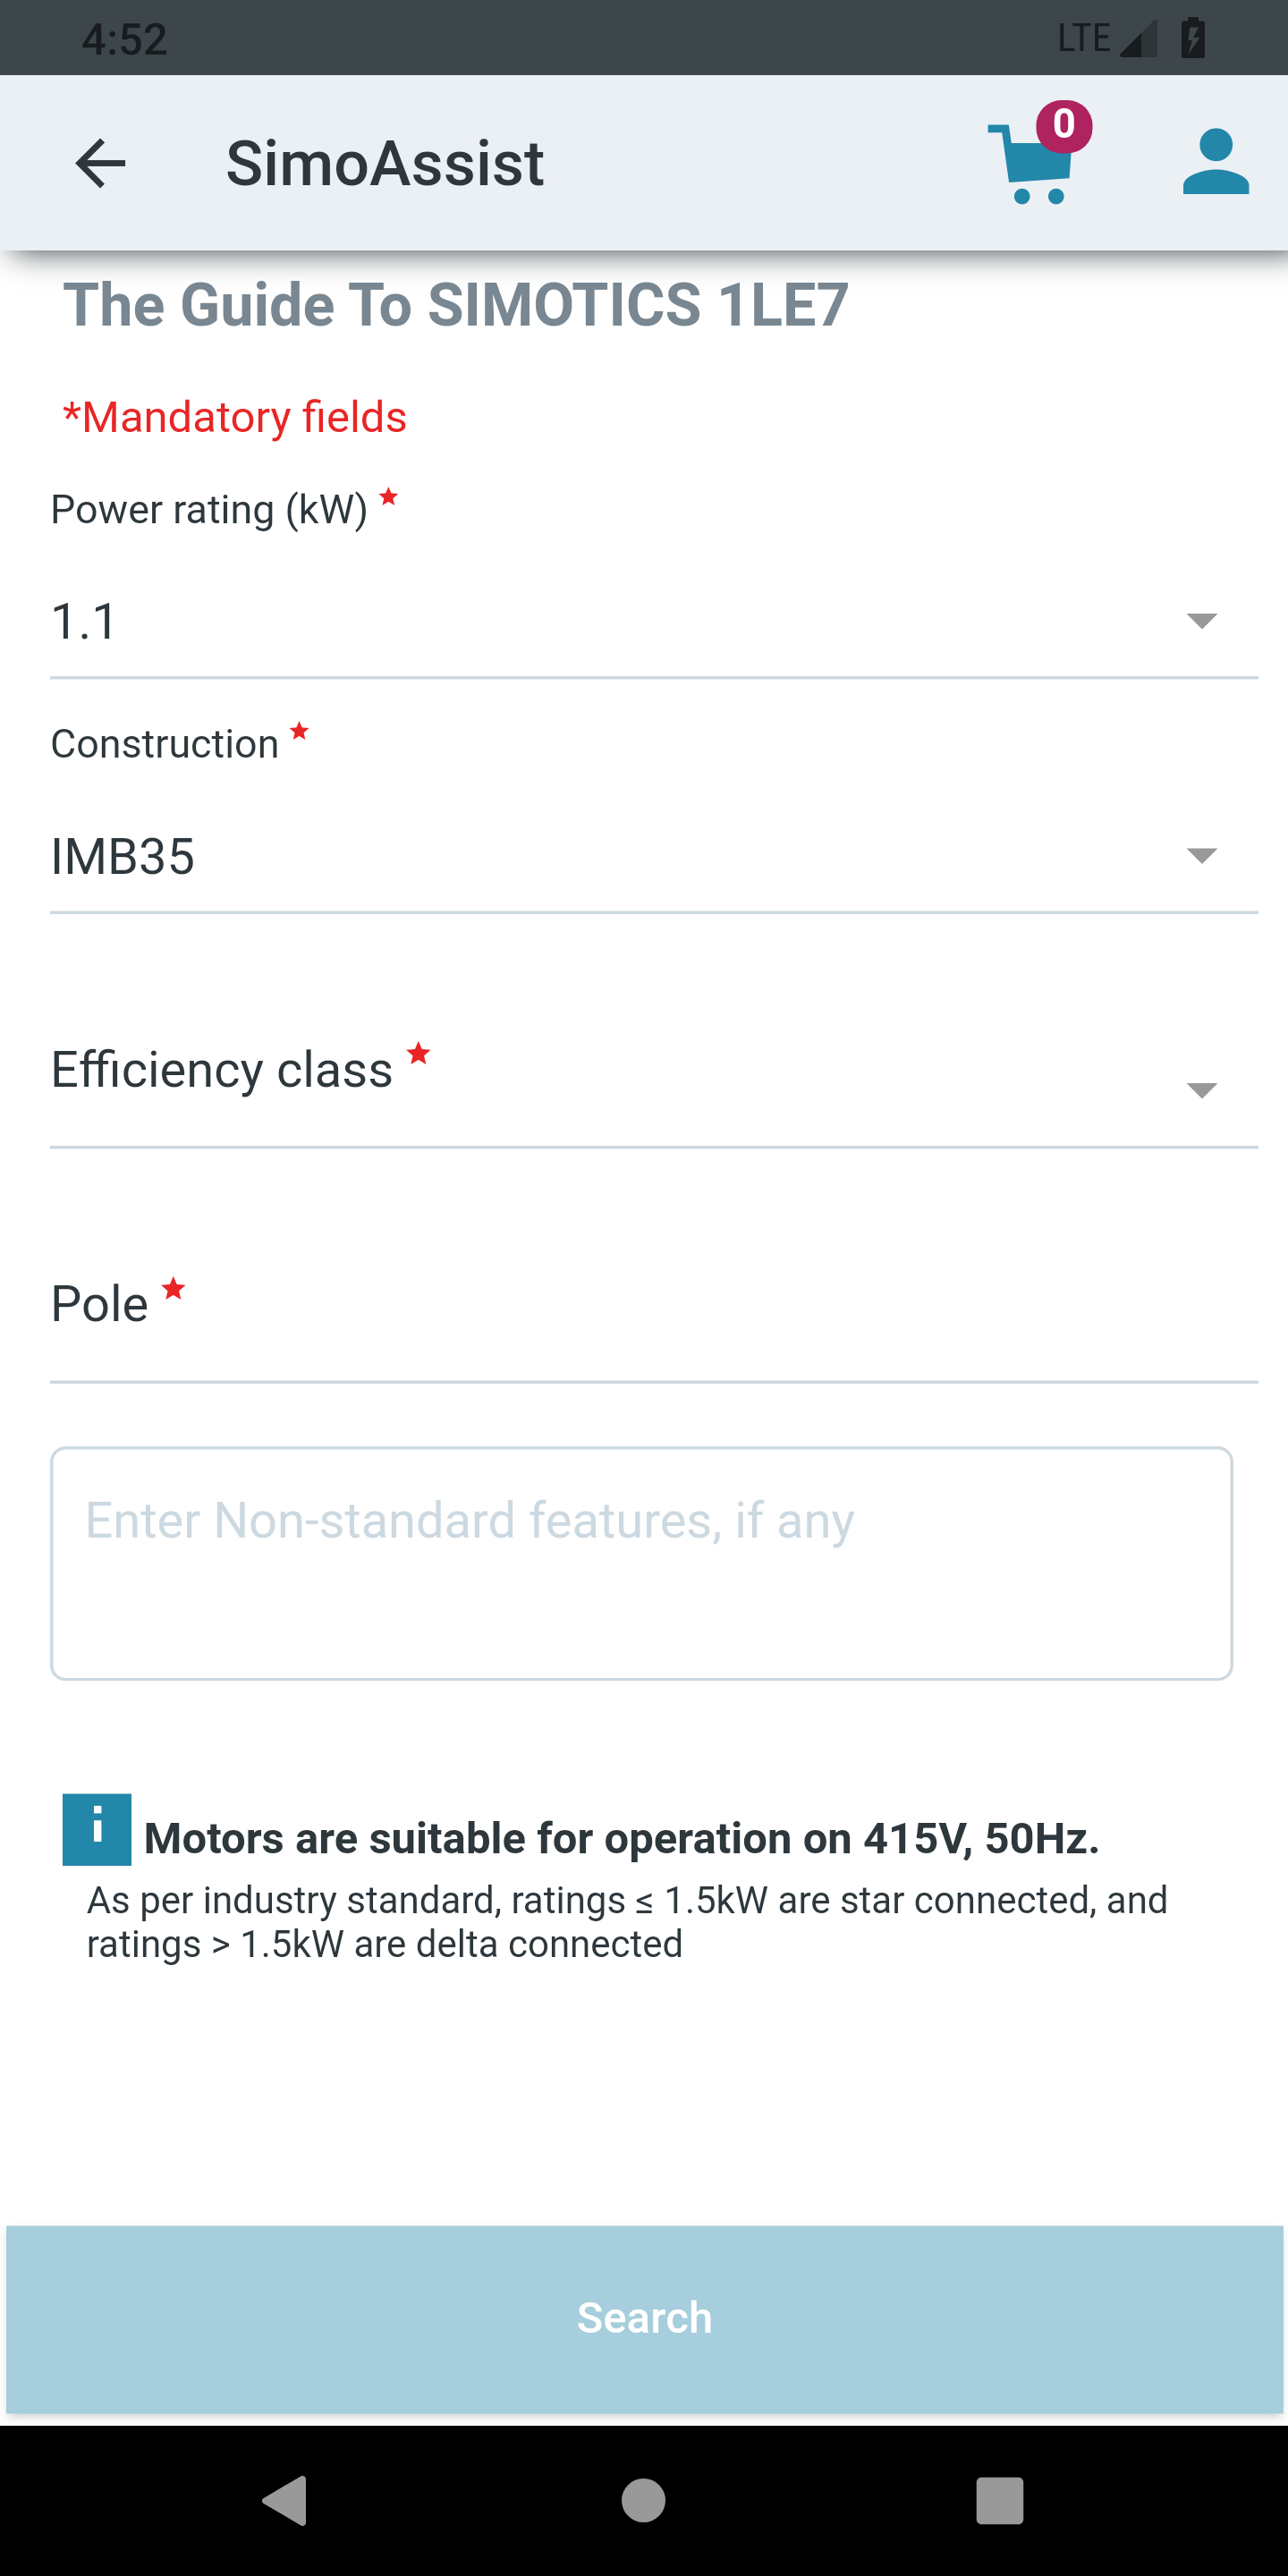 4:52
LTE
SimoAssist
0
The Guide To SIMOTICS 1LE7
*Mandatory fields
Power rating (kW) *
1.1
Construction *
IMB35
Efficiency class *
Pole *
Enter Non-standard features, if any
i Motors are suitable for operation on 415V, 50Hz.
As per industry standard, ratings ≤ 1.5kW are star connected, and
ratings > 1.5kW are delta connected
Search